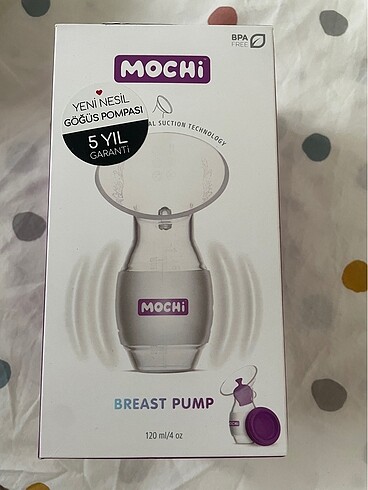 MOCHi
BPA
FREE
YENİ NESİL
GÖĞÜS POMPASI
5 YIL
GARANTİ
SUCTION TECHNOLOGY
MOCHi
BREAST PUMP
120 ml/4 oz